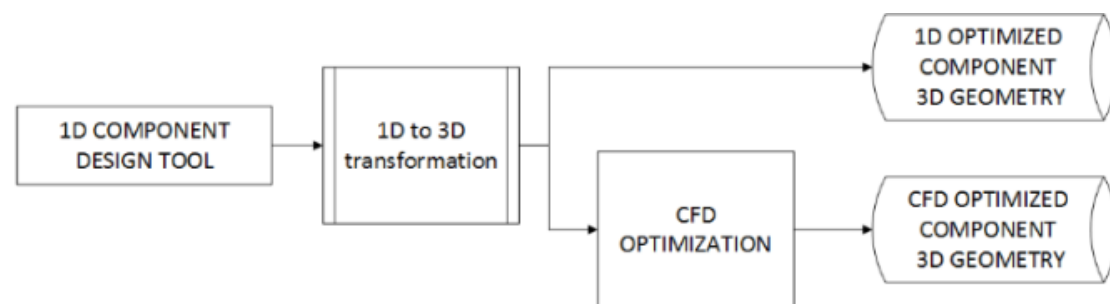 1D COMPONENT
DESIGN TOOL
1D to 3D
transformation
1D OPTIMIZED
COMPONENT
3D GEOMETRY
CFD
OPTIMIZATION
CFD OPTIMIZED
COMPONENT
3D GEOMETRY